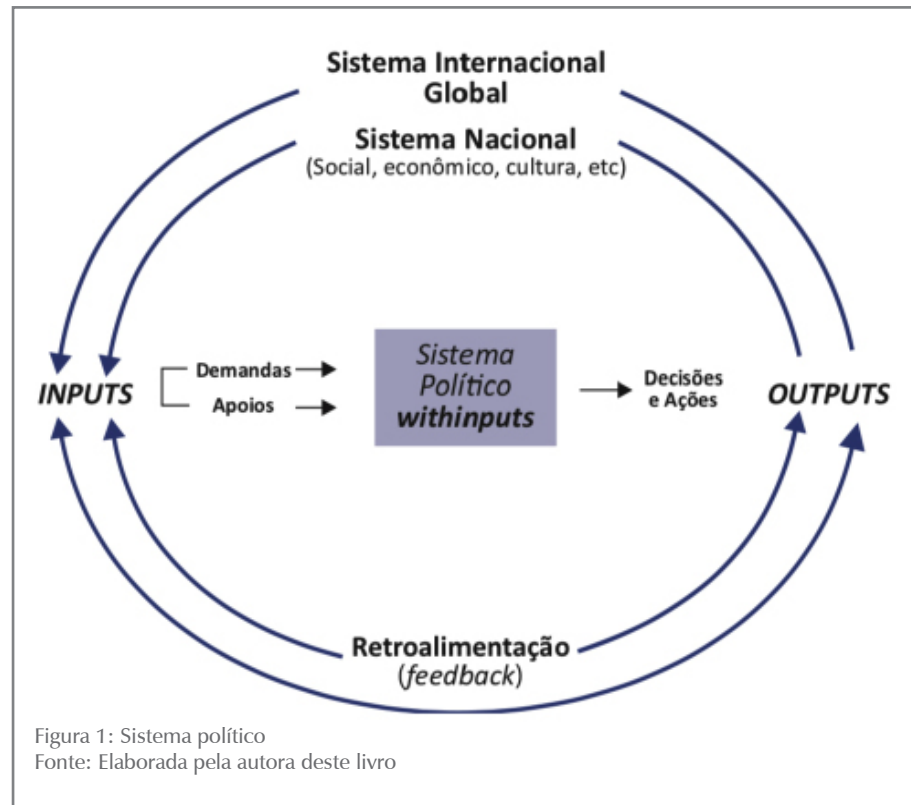 Sistema Internacional
Global
Sistema Nacional
(Social, econômico, cultura, etc)
INPUTS
Demandas
Apoios
Sistema
Político
withinputs
Decisões
e Ações
OUTPUTS
Retroalimentação
(feedback)
Figura 1: Sistema político
Fonte: Elaborada pela autora deste livro